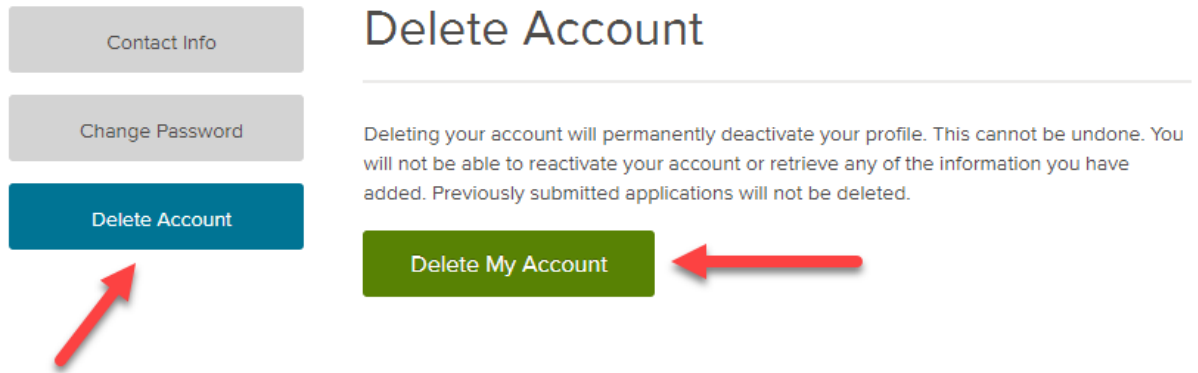 Contact Info
Change Password
Delete Account
Delete Account
Deleting your account will permanently deactivate your profile. This cannot be undone. You
will not be able to reactivate your account or retrieve any of the information you have
added. Previously submitted applications will not be deleted.
Delete My Account